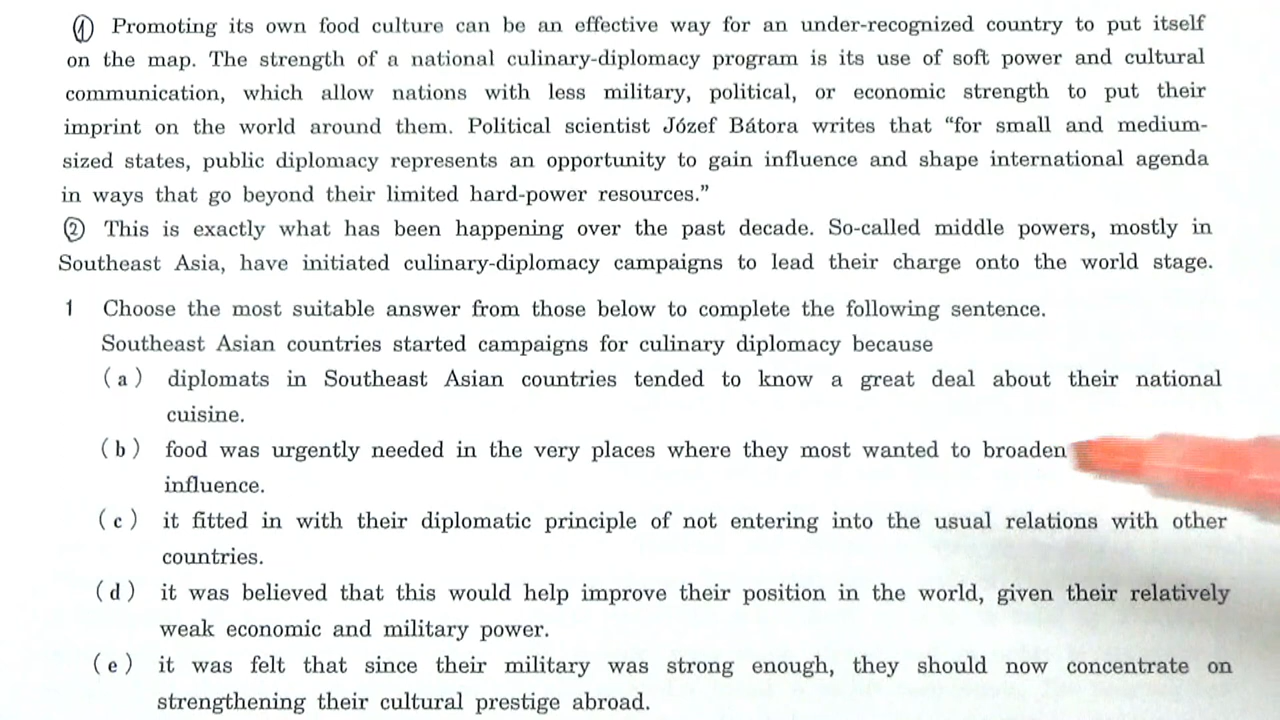 ① Promoting its own food culture can be an effective way for an under-recognized country to put itself
on the map. The strength of a national culinary-diplomacy program is its use of soft power and cultural
communication, which allow nations with less military, political, or economic strength to put their
imprint on the world around them. Political scientist Józef Bátora writes that “for small and medium-
sized states, public diplomacy represents an opportunity to gain influence and shape international agenda
in ways that go beyond their limited hard-power resources.”
② This is exactly what has been happening over the past decade. So-called middle powers, mostly in
Southeast Asia, have initiated culinary-diplomacy campaigns to lead their charge onto the world stage.
1 Choose the most suitable answer from those below to complete the following sentence.
Southeast Asian countries started campaigns for culinary diplomacy because
(a) diplomats in Southeast Asian countries tended to know a great deal about their national
cuisine.
(b) food was urgently needed in the very places where they most wanted to broaden
influence.
(c) it fitted in with their diplomatic principle of not entering into the usual relations with other
countries.
(d) it was believed that this would help improve their position in the world, given their relatively
weak economic and military power.
(e) it was felt that since their military was strong enough, they should now concentrate on
strengthening their cultural prestige abroad.